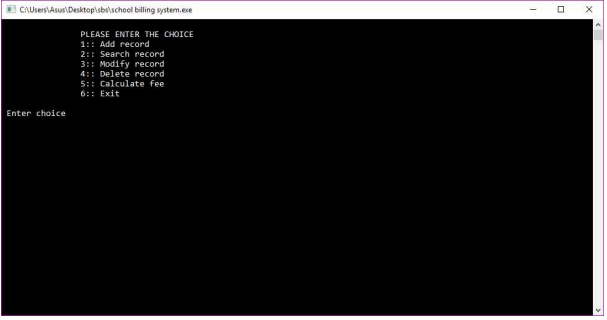 C:\Users\Asus\Desktop\sbs\school billing system.exe
PLEASE ENTER THE CHOICE
1:: Add record
2:: Search record
3:: Modify record
4:: Delete record
5:: Calculate fee
6:: Exit
Enter choice